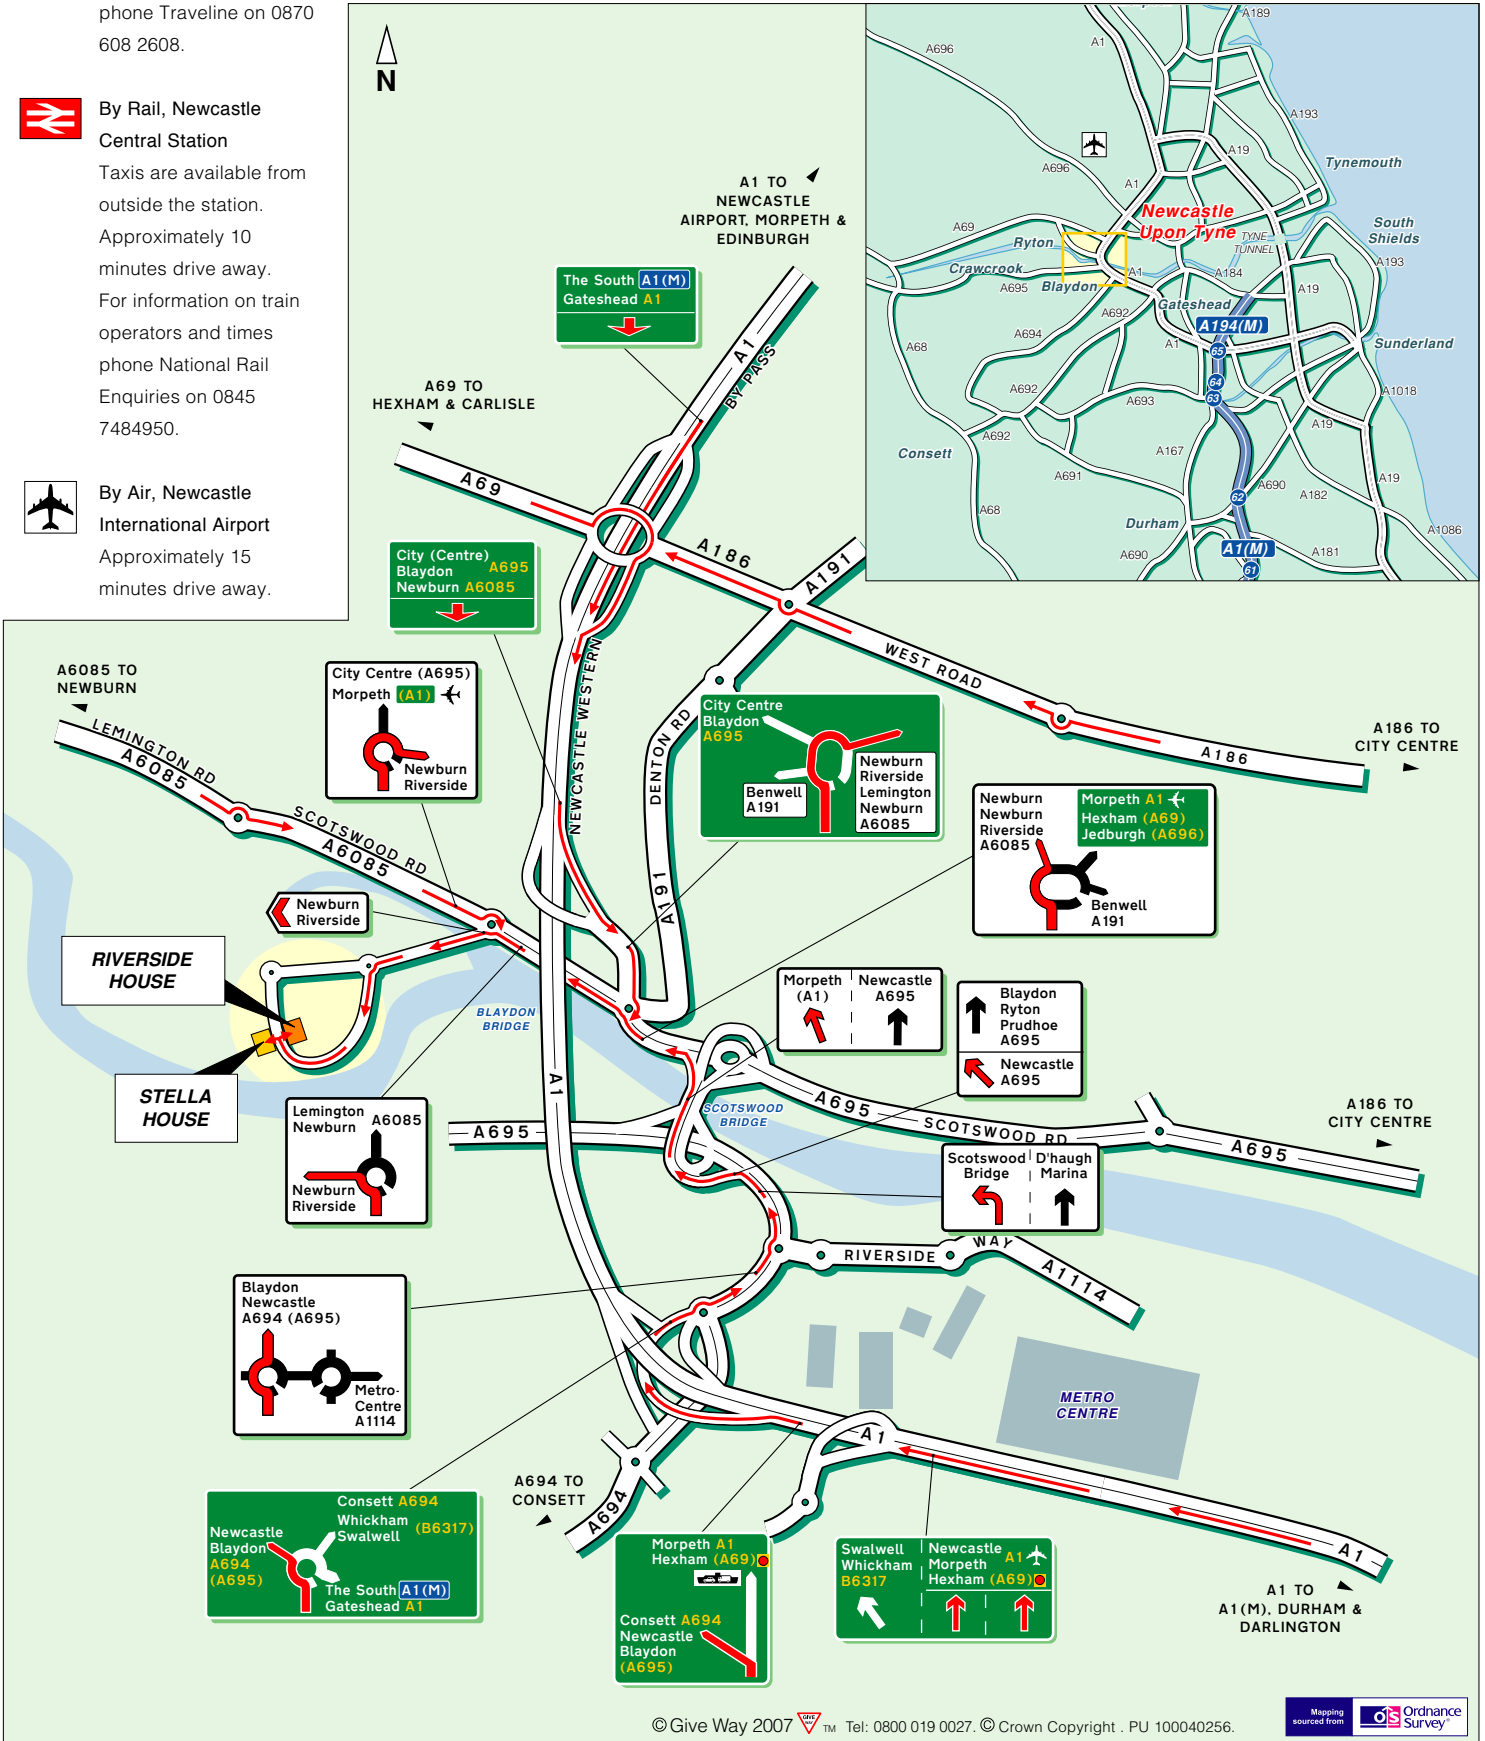 phone Traveline on 0870
608 2608.
By Rail, Newcastle
Central Station
Taxis are available from
outside the station.
Approximately 10
minutes drive away.
For information on train
operators and times
phone National Rail
Enquiries on 0845
7484950.
By Air, Newcastle
International Airport
Approximately 15
minutes drive away.
N
A1 TO
NEWCASTLE
AIRPORT, MORPETH &
EDINBURGH
The South A1(M)
Gateshead A1
A1
BY PASS
A69 TO
HEXHAM & CARLISLE
A69
A186
A191
City (Centre)
Blaydon A695
Newburn A6085
WEST ROAD
A186
A186 TO
CITY CENTRE
A6085 TO
NEWBURN
LEMINGTON RD
A6085
City Centre (A695)
Morpeth (A1)
Newburn
Riverside
NEWCASTLE WESTERN
DENTON RD
A191
City Centre
Blaydon
A695
Benwell
A191
Newburn
Riverside
Lemington
Newburn
A6085
Newburn
Newburn
Riverside
A6085
Morpeth A1
Hexham (A69)
Jedburgh (A696)
Benwell
A191
SCOTSWOOD RD
A6085
Newburn
Riverside
RIVERSIDE
HOUSE
STELLA
HOUSE
BLAYDON
BRIDGE
Morpeth
(A1)
Newcastle
A695
Blaydon
Ryton
Prudhoe
A695
Newcastle
A695
Lemington
Newburn
A6085
Newburn
Riverside
A1
A695
SCOTSWOOD
BRIDGE
A695
SCOTSWOOD RD
A695
A186 TO
CITY CENTRE
Scotswood
Bridge
D'haugh
Marina
RIVERSIDE
WAY
A1114
Blaydon
Newcastle
A694 (A695)
Metro-
Centre
A1114
METRO
CENTRE
A1
A694 TO
CONSETT
A694
Consett A694
Whickham
Swalwell
(B6317)
Newcastle
Blaydon
A694
(A695)
The South A1(M)
Gateshead A1
Morpeth A1
Hexham (A69)
Consett A694
Newcastle
Blaydon
(A695)
Swalwell
Whickham
B6317
Newcastle
Morpeth
A1
Hexham (A69)
A1
A1 TO
A1(M), DURHAM &
DARLINGTON
© Give Way 2007 GIVE WAY TM Tel: 0800 019 0027. © Crown Copyright . PU 100040256.
Mapping
sourced from
OS Ordnance
Survey®
A189
A1
A696
A193
A19
Tynemouth
A696
A1
Newcastle
Upon Tyne
South
Shields
A69
Ryton
TYNE
TUNNEL
Crawcrook
A193
A1
A184
A695
Blaydon
A19
Gateshead
A692
A194(M)
A694
A1
65
Sunderland
A68
64
A692
63
A693
A1018
A692
A19
Consett
A167
A691
A690
A19
A182
62
A68
Durham
A1086
A690
A1(M)
A181
61